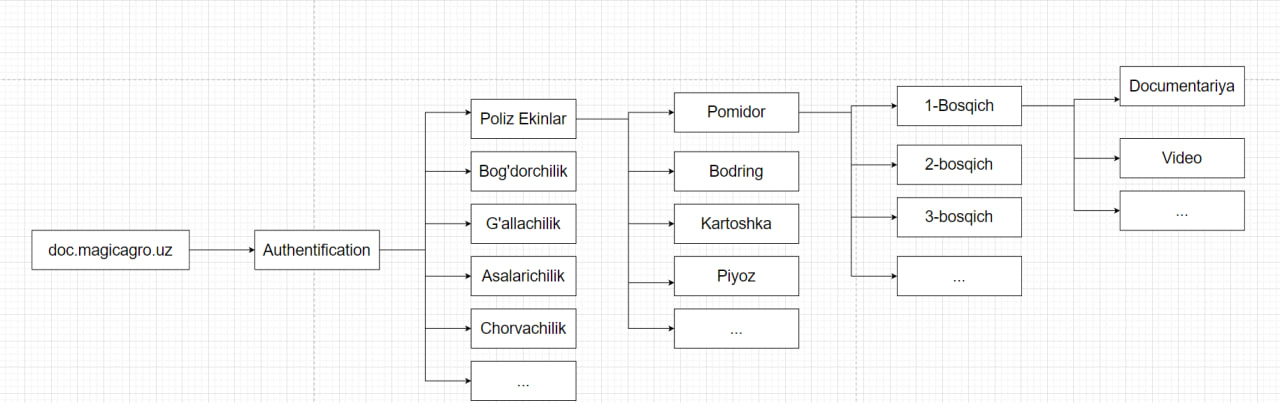 doc.magicagro.uz
Authentification
Poliz Ekinlar
Bog'dorchilik
G'allachilik
Asalarichilik
Chorvachilik
...
Pomidor
Bodring
Kartoshka
Piyoz
...
1-Bosqich
2-bosqich
3-bosqich
...
Documentariya
Video
...